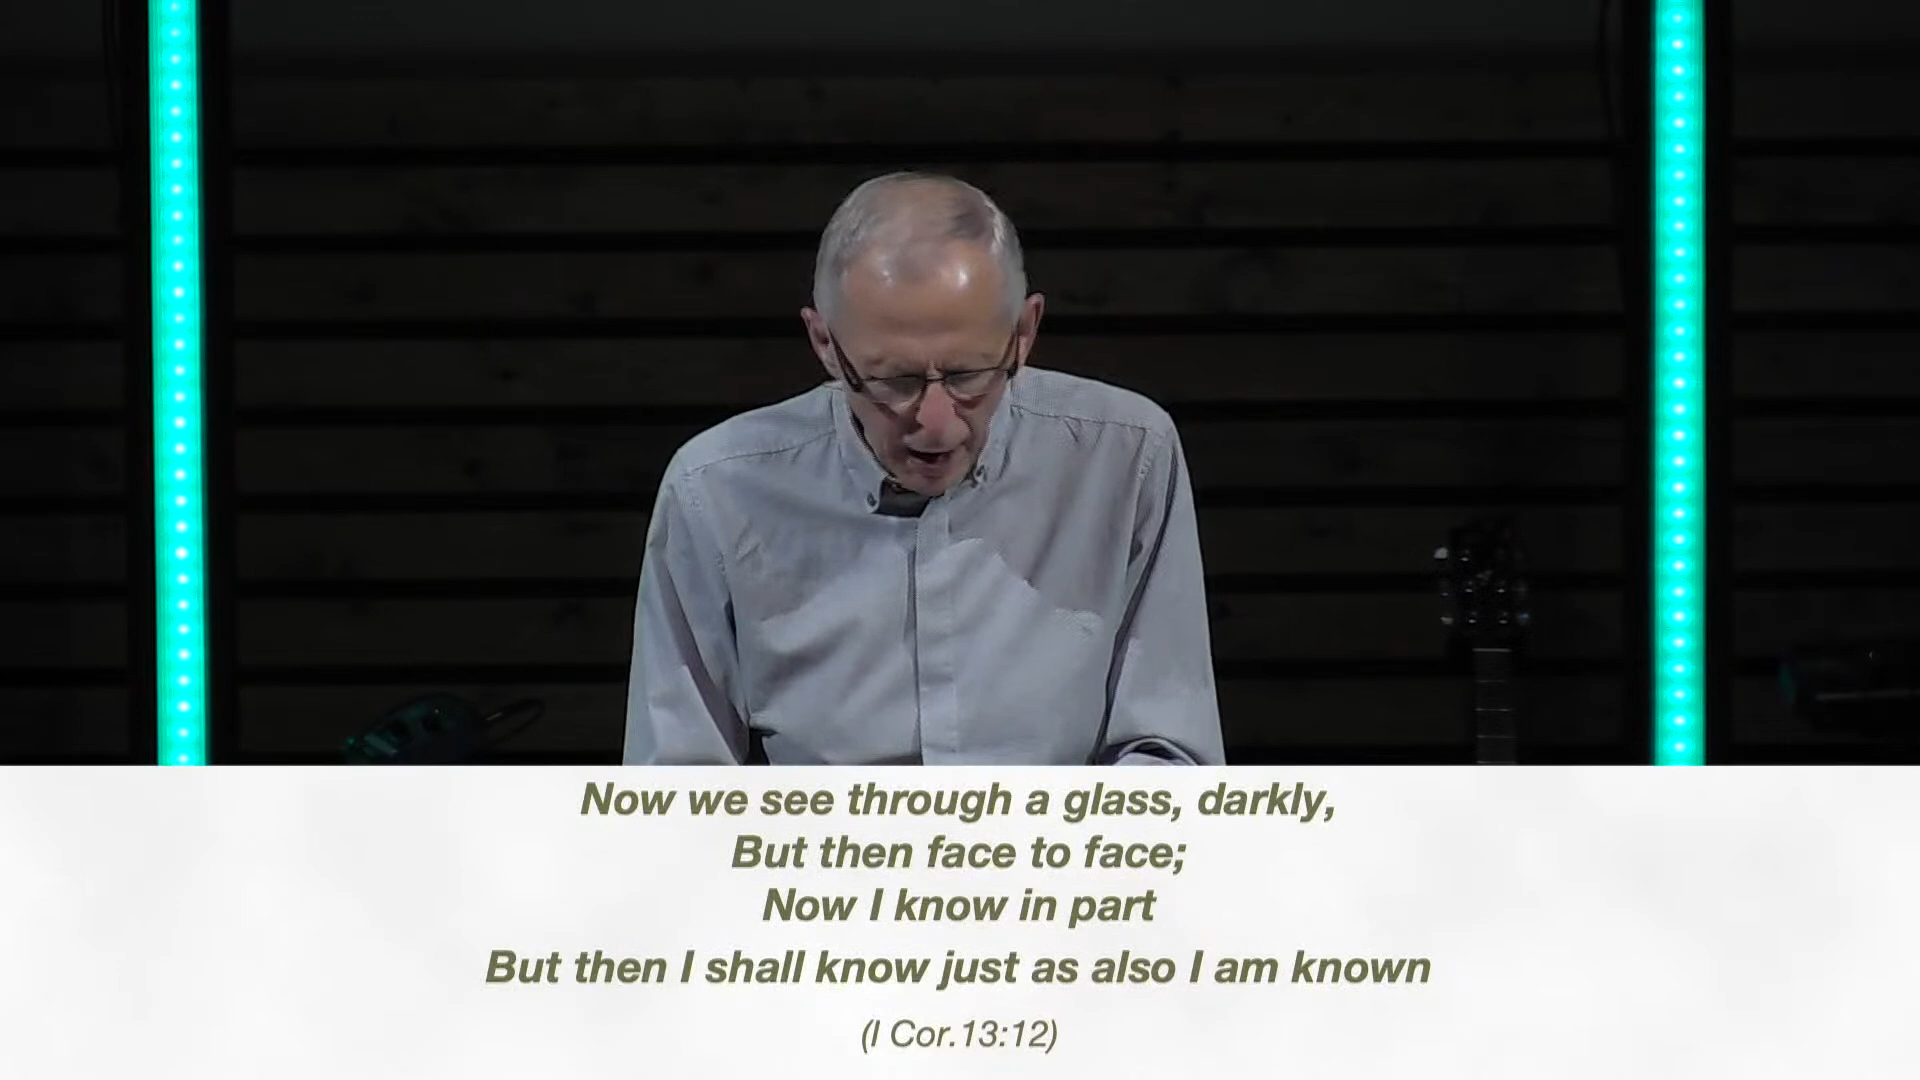 Now we see through a glass, darkly,
But then face to face;
Now I know in part
But then I shall know just as also I am known
(I Cor.13:12)